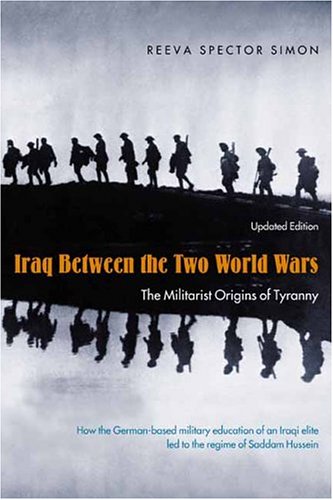 REEVA SPECTOR SIMON
Updated Edition
Iraq Between the Two World Wars
The Militarist Origins of Tyranny
How the German-based military education of an Iraqi elite
led to the regime of Saddam Hussein